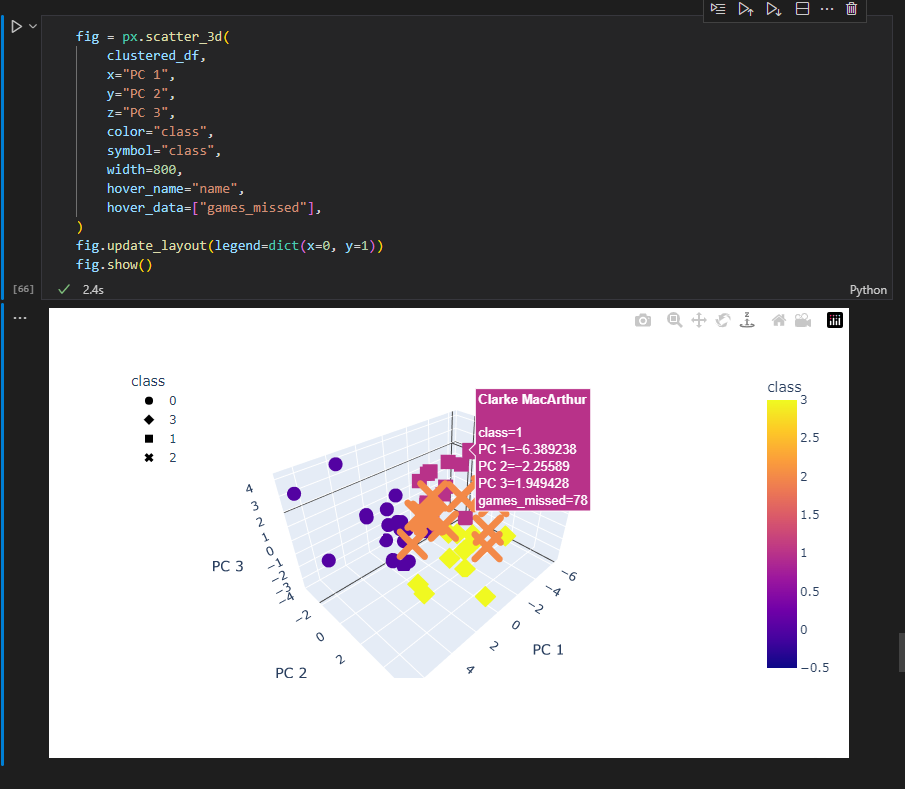 fig = px.scatter_3d(
clustered_df,
x="PC 1",
y="PC 2",
z="PC 3",
color="class",
symbol="class",
width=800,
hover_name="name",
hover_data=["games_missed"],
)
fig.update_layout(legend=dict(x=0, y=1))
fig.show()
[66]
2.4s
Python
class
0
3
1
2
Clarke MacArthur
class=1
PC 1=−6.389238
PC 2=−2.25589
PC 3=1.949428
games_missed=78
4
3
2
1
0
−1
−2
−3
−4
PC 3
−2
0
2
PC 2
−6
−4
−2
0
2
4
PC 1
class
3
2.5
2
1.5
1
0.5
0
−0.5
z